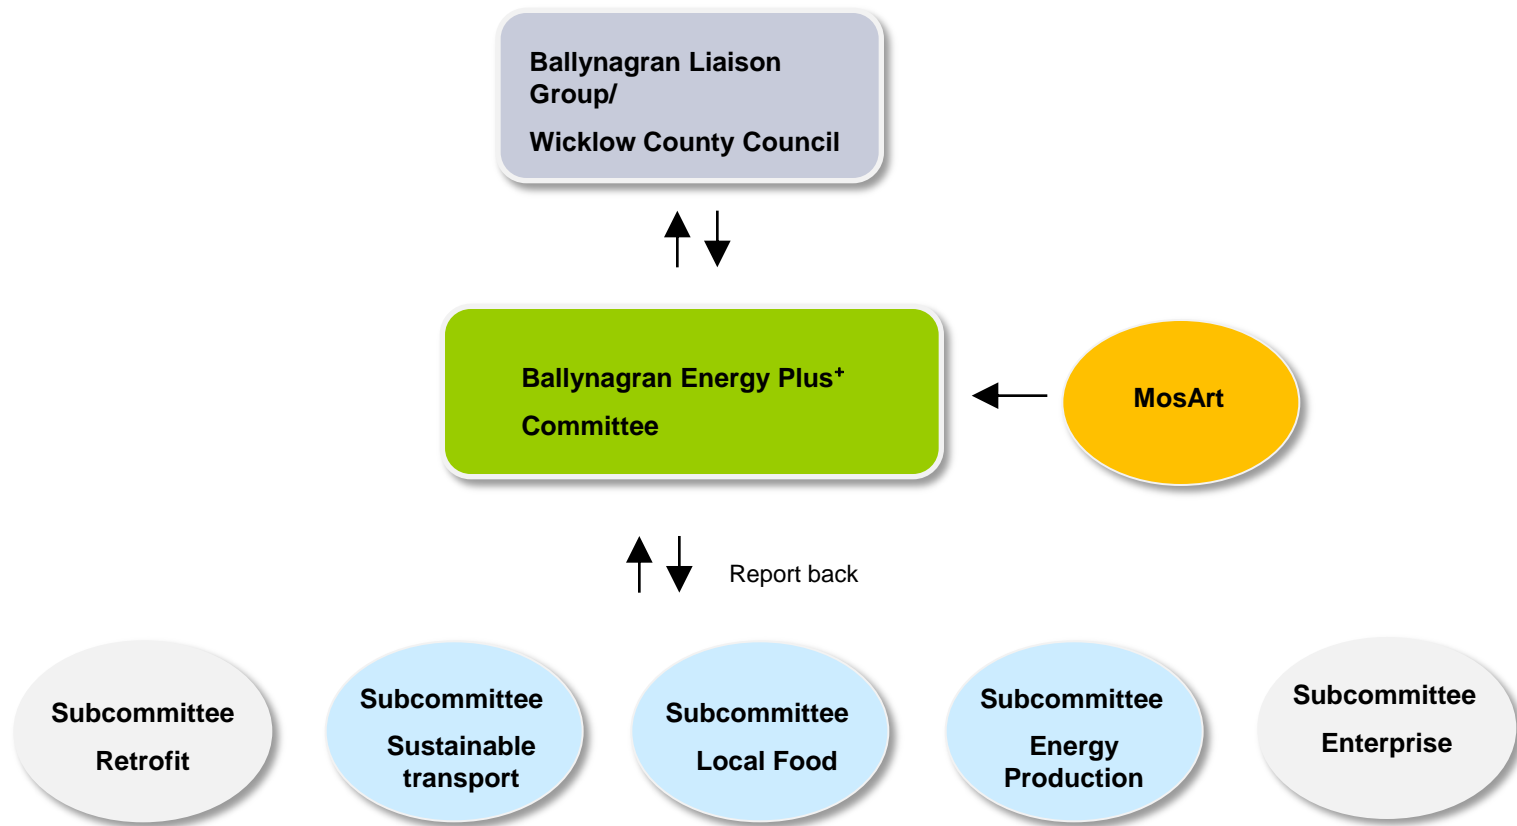 Ballynagran Liaison
Group/
Wicklow County Council
Ballynagran Energy Plus⁺
Committee
MosArt
Report back
Subcommittee
Retrofit
Subcommittee
Sustainable
transport
Subcommittee
Local Food
Subcommittee
Energy
Production
Subcommittee
Enterprise